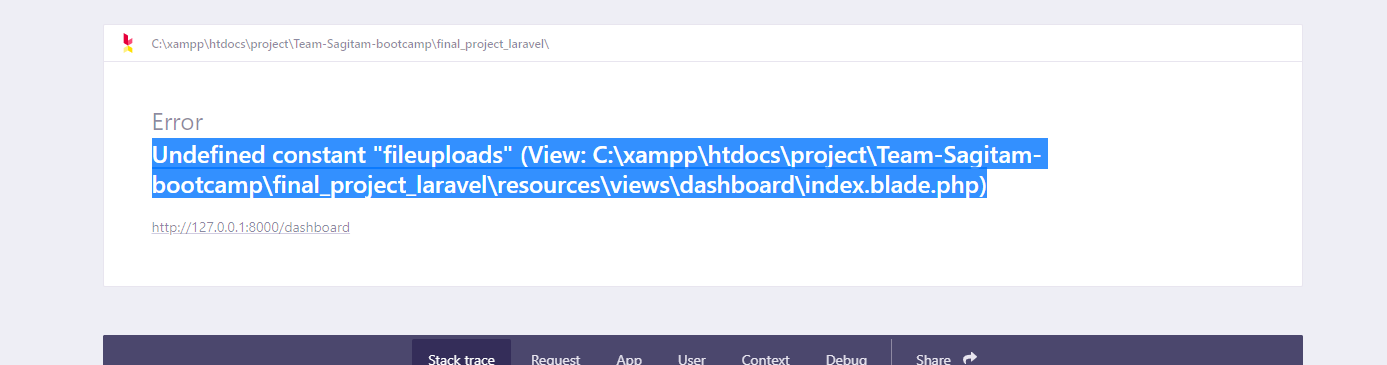 C:\xampp\htdocs\project\Team-Sagitam-bootcamp\final_project_laravel\
Error
Undefined constant "fileuploads" (View: C:\xampp\htdocs\project\Team-Sagitam-
bootcamp\final_project_laravel\resources\views\dashboard\index.blade.php)
http://127.0.0.1:8000/dashboard
Stack trace Request App User Context Debug Share